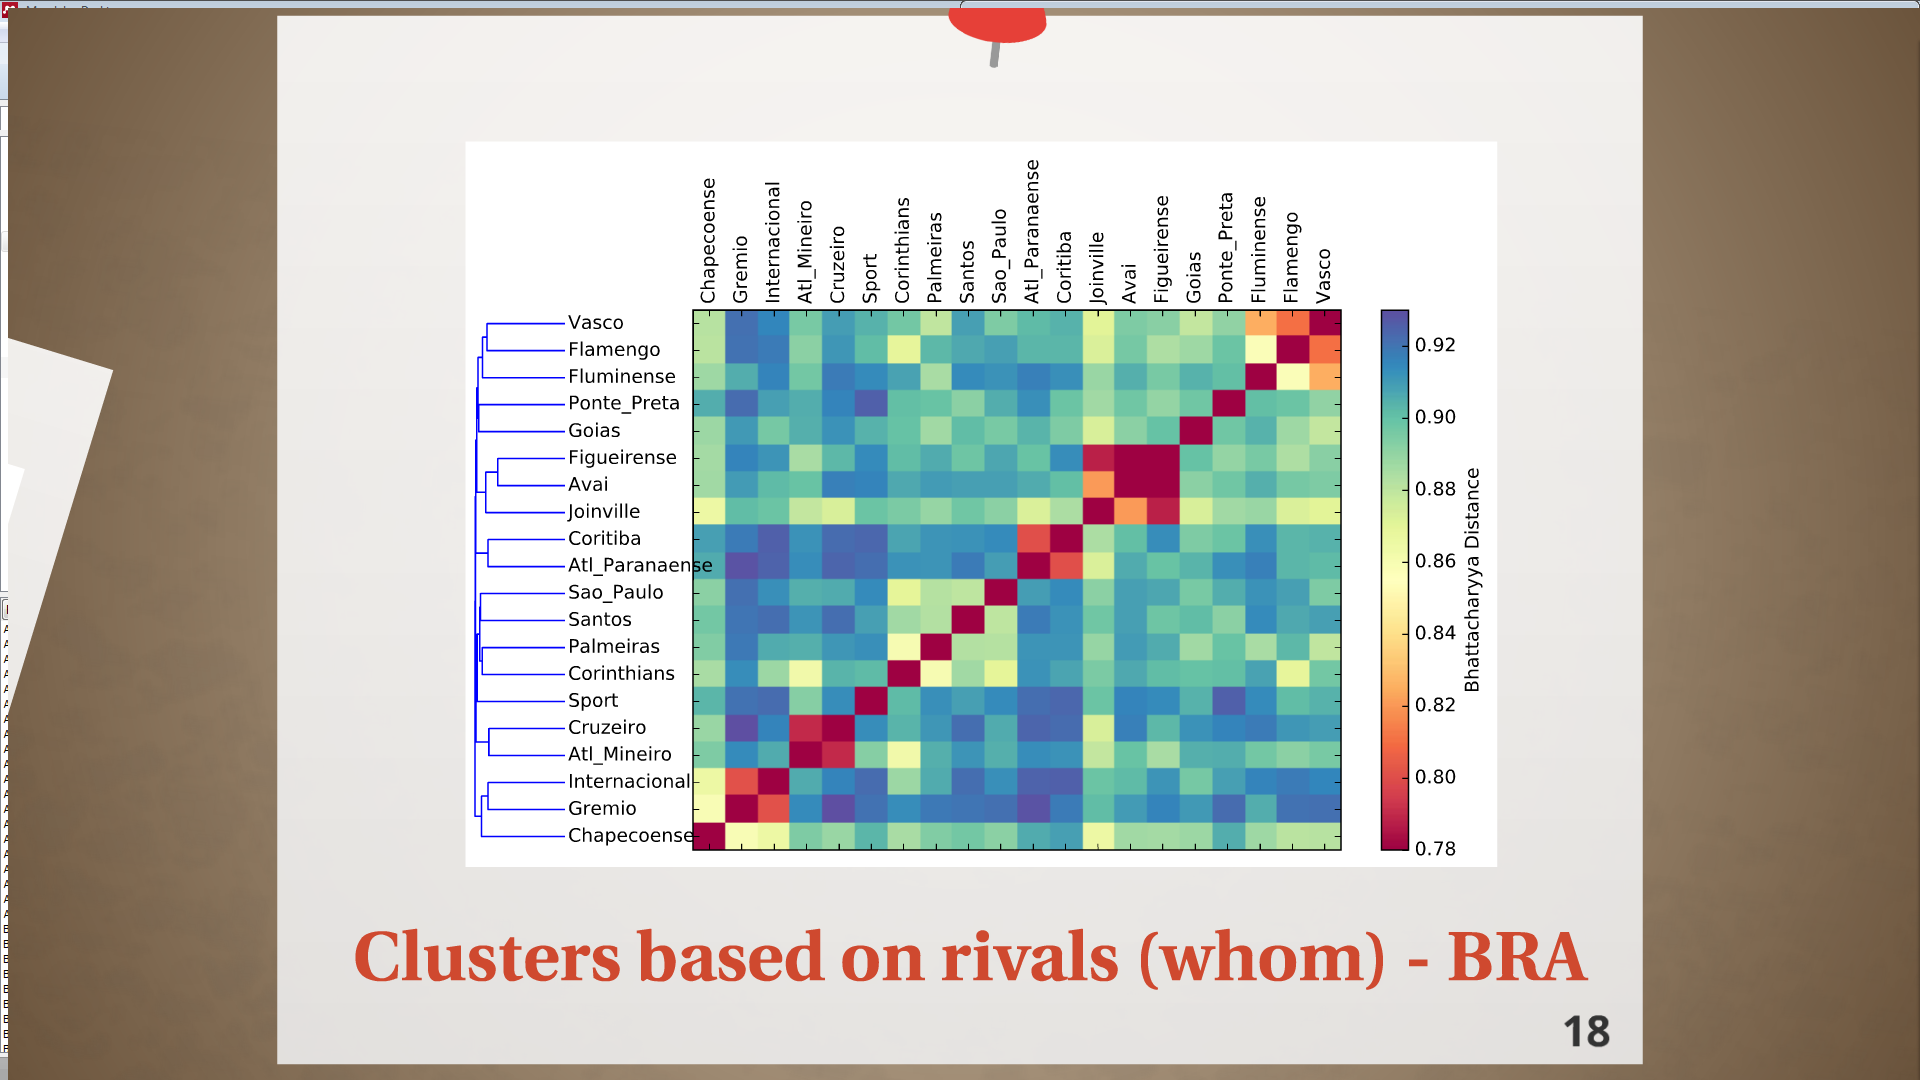 Chapecoense
Gremio
Internacional
Atl_Mineiro
Cruzeiro
Sport
Corinthians
Palmeiras
Santos
Sao_Paulo
Atl_Paranaense
Coritiba
Joinville
Avai
Figueirense
Goias
Ponte_Preta
Fluminense
Flamengo
Vasco
Vasco
Flamengo
Fluminense
Ponte_Preta
Goias
Figueirense
Avai
Joinville
Coritiba
Atl_Paranaense
Sao_Paulo
Santos
Palmeiras
Corinthians
Sport
Cruzeiro
Atl_Mineiro
Internacional
Gremio
Chapecoense
0.92
0.90
0.88
0.86
0.84
0.82
0.80
0.78
Bhattacharyya Distance
Clusters based on rivals (whom) - BRA
18